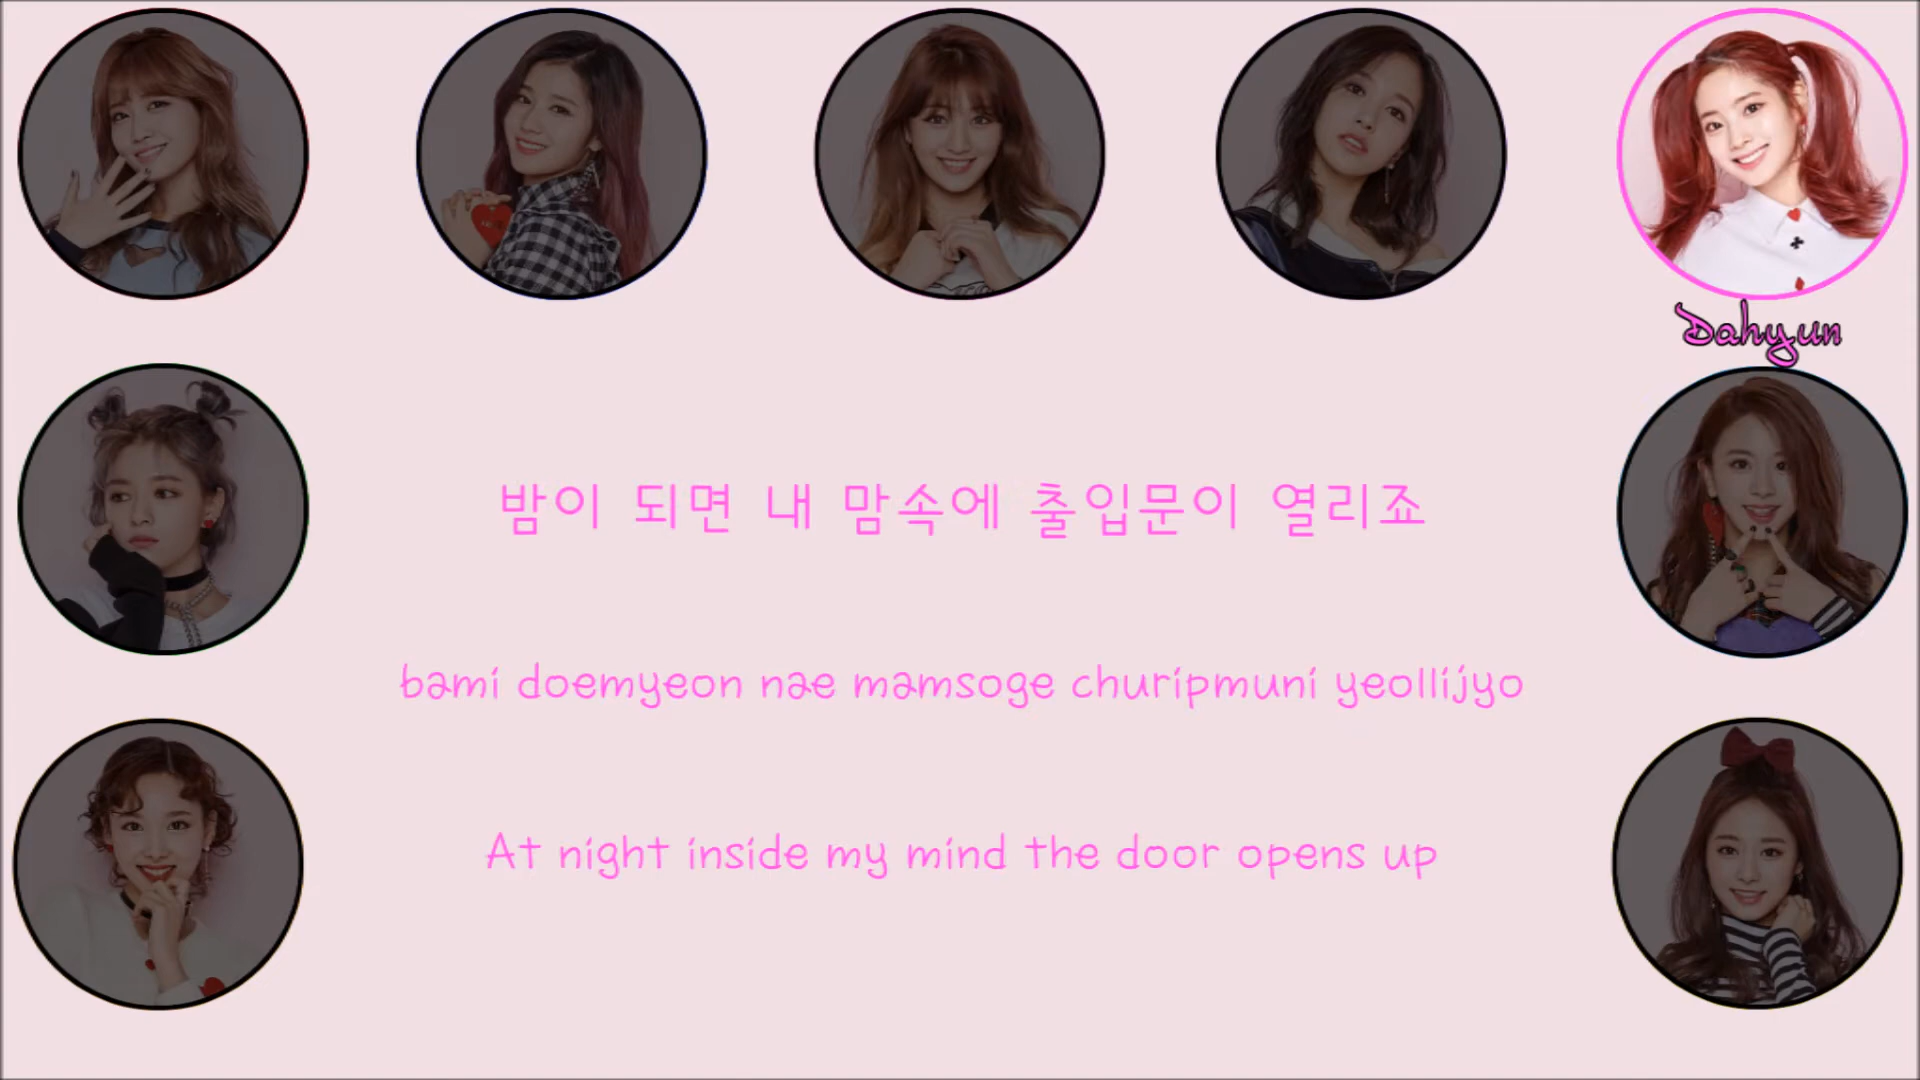 Dahyun
밤이 되면 내 맘속에 출입문이 열리죠
bami doemyeon nae mamsoge churipmuni yeollijyo
At night inside my mind the door opens up